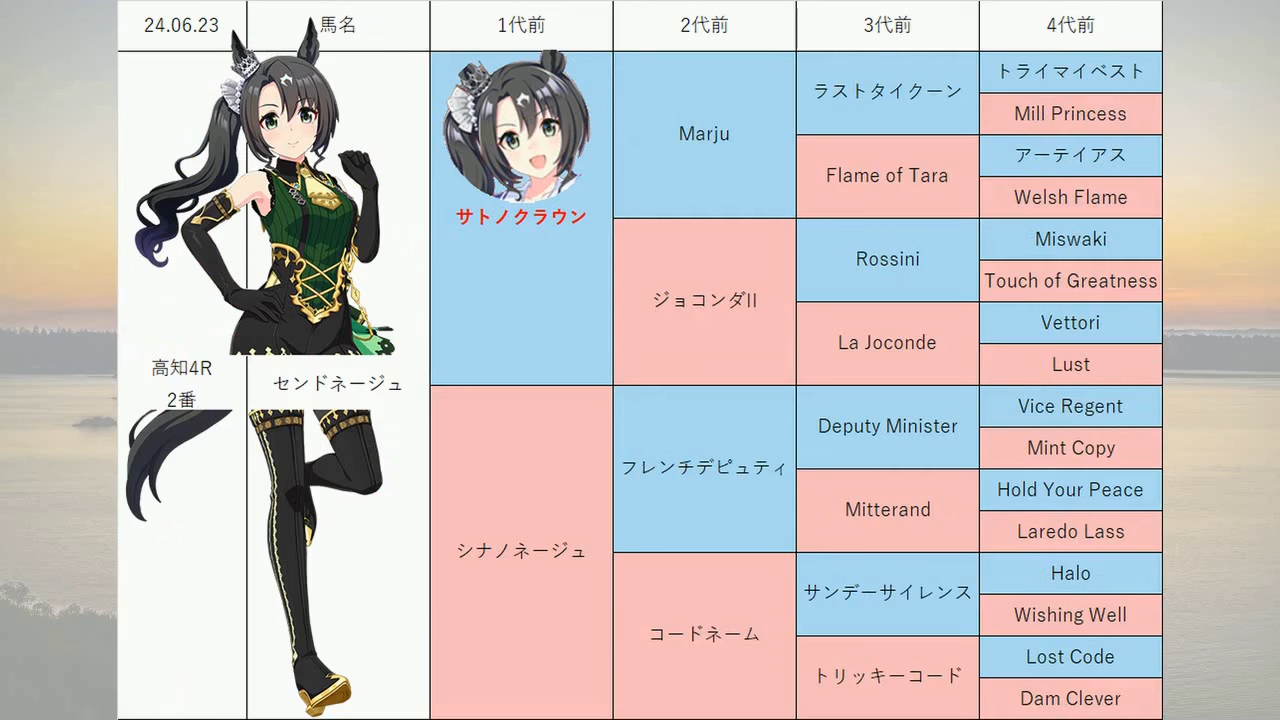 24.06.23
馬名
1代前
2代前
3代前
4代前
高知4R
2番
センドネージュ
サトノクラウン
シナノネージュ
Marju
ジョコンダII
フレンチデピュティ
コードネーム
ラストタイクーン
Flame of Tara
Rossini
La Joconde
Deputy Minister
Mitterand
サンデーサイレンス
トリッキーコード
トライマイベスト
Mill Princess
アーテイアス
Welsh Flame
Miswaki
Touch of Greatness
Vettori
Lust
Vice Regent
Mint Copy
Hold Your Peace
Laredo Lass
Halo
Wishing Well
Lost Code
Dam Clever